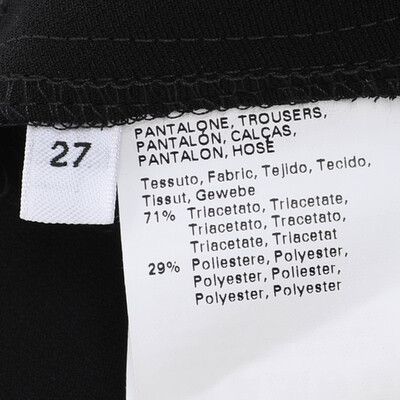 27
PANTALONE, TROUSERS,
PANTALÓN, CALÇAS,
PANTALON, HOSE
Tessuto, Fabric, Tejido, Tecido,
Tissut, Gewebe
71% Triacetato, Triacetate,
Triacetato, Tracetato,
Triacetate, Triacetat
29% Poliestere, Polyester,
Polyester, Poliester,
Polyester, Polyester